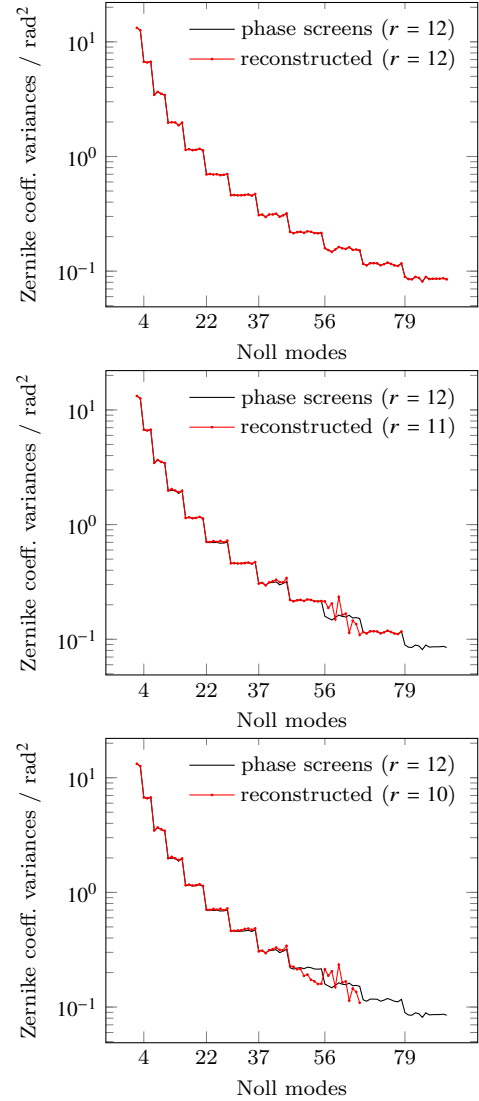 Zernike coeff. variances / rad²
10¹
10⁰
10⁻¹
phase screens (r = 12)
reconstructed (r = 12)
4 22 37 56 79
Noll modes
Zernike coeff. variances / rad²
10¹
10⁰
10⁻¹
phase screens (r = 12)
reconstructed (r = 11)
4 22 37 56 79
Noll modes
Zernike coeff. variances / rad²
10¹
10⁰
10⁻¹
phase screens (r = 12)
reconstructed (r = 10)
4 22 37 56 79
Noll modes